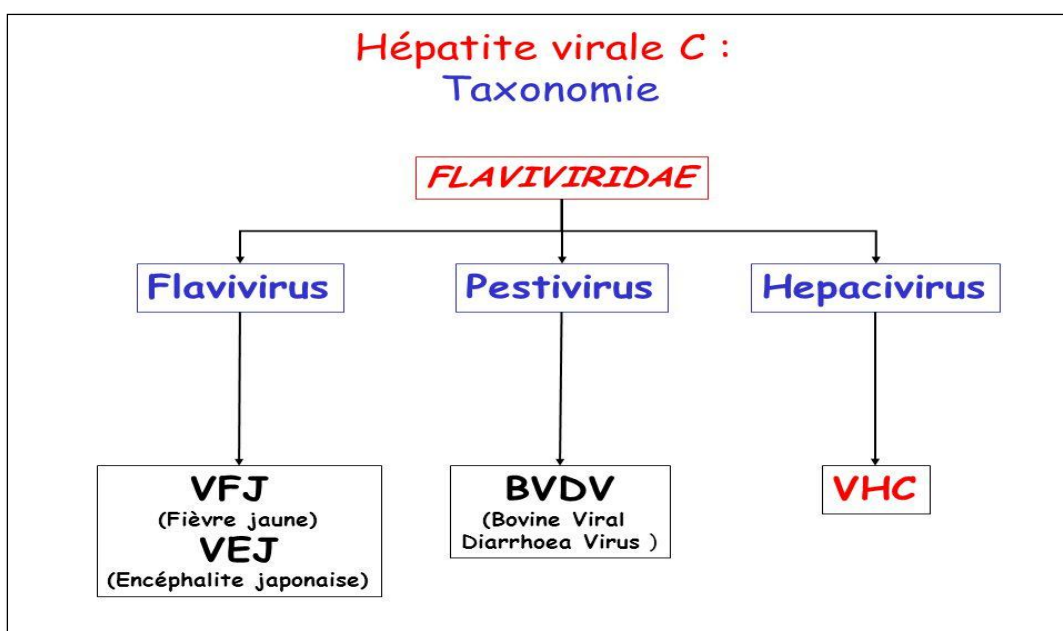 Hépatite virale C :
Taxonomie
FLAVIVIRIDAE
Flavivirus
Pestivirus
Hepacivirus
VFJ
(Fièvre jaune)
VEJ
(Encéphalite japonaise)
BVDV
(Bovine Viral
Diarrhoea Virus )
VHC